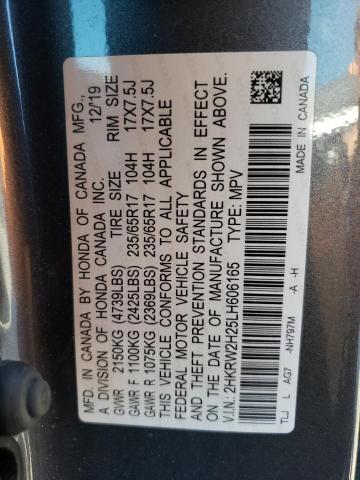 MFD. IN CANADA BY HONDA OF CANADA MFG.,
A DIVISION OF HONDA CANADA INC. 12/19
GVWR 2150KG (4739LBS) TIRE SIZE RIM SIZE
GAWR F 1100KG (2425LBS) 235/65R17 104H 17X7.5J
GAWR R 1075KG (2369LBS) 235/65R17 104H 17X7.5J
THIS VEHICLE CONFORMS TO ALL APPLICABLE
FEDERAL MOTOR VEHICLE SAFETY
AND THEFT PREVENTION STANDARDS IN EFFECT
ON THE DATE OF MANUFACTURE SHOWN ABOVE.
V.I.N.: 2HKRW2H25LH606165 TYPE: MPV
TLJ L AG7 -NH797M -A -H MADE IN CANADA